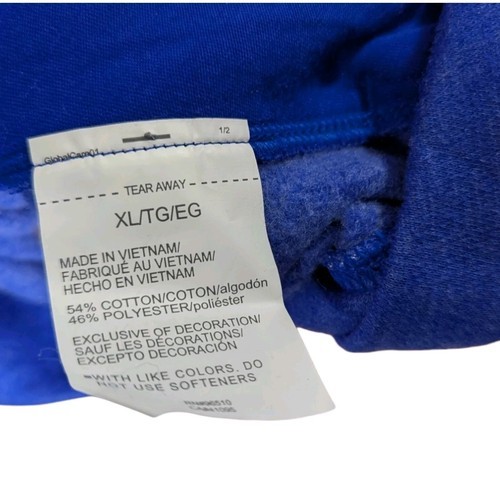 1/2
GlobalCare01
TEAR AWAY
XL/TG/EG
MADE IN VIETNAM/
FABRIQUÉ AU VIETNAM/
HECHO EN VIETNAM
54% COTTON/COTON/algodón
46% POLYESTER/poliéster
EXCLUSIVE OF DECORATION/
SAUF LES DÉCORATIONS/
EXCEPTO DECORACIÓN
WITH LIKE COLORS. DO
NOT USE SOFTENERS